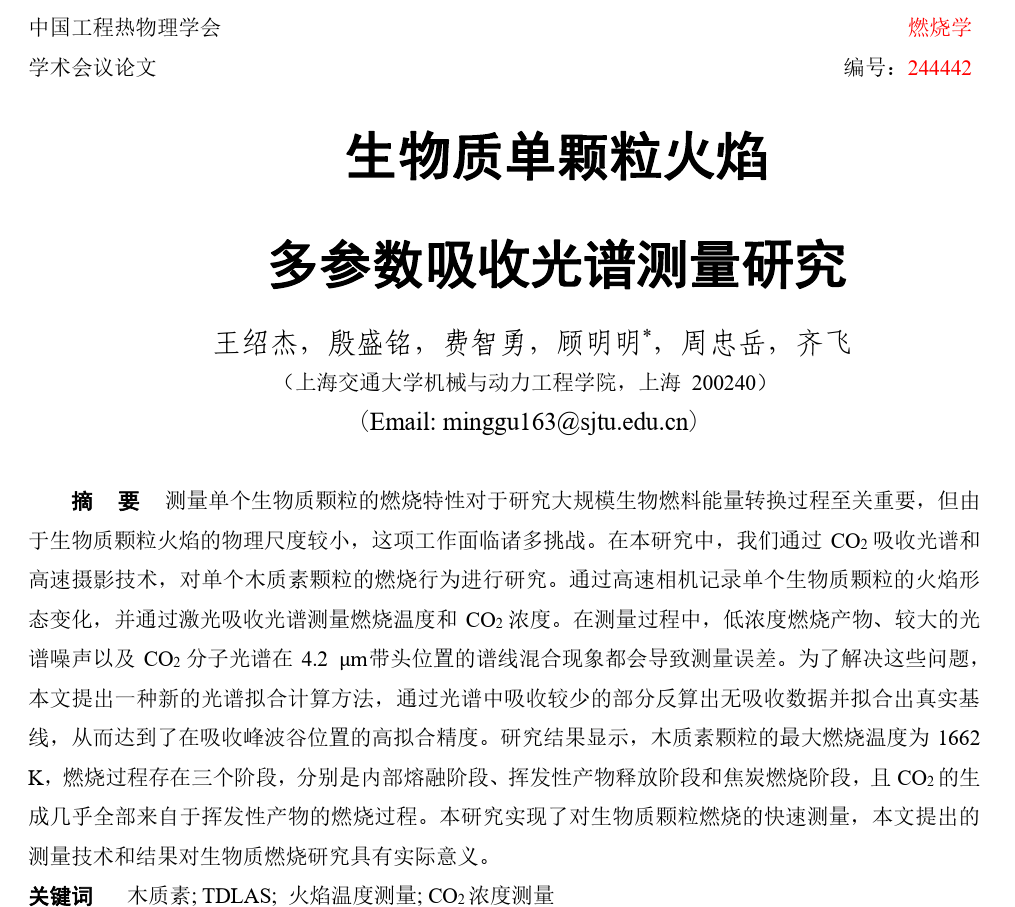 中国工程热物理学会 燃烧学
学术会议论文 编号：244442
生物质单颗粒火焰
多参数吸收光谱测量研究
王绍杰，殷盛铭，费智勇，顾明明*，周忠岳，齐飞
（上海交通大学机械与动力工程学院，上海 200240）
（Email: minggu163@sjtu.edu.cn）
摘 要 测量单个生物质颗粒的燃烧特性对于研究大规模生物燃料能量转换过程至关重要，但由
于生物质颗粒火焰的物理尺度较小，这项工作面临诸多挑战。在本研究中，我们通过 CO2 吸收光谱和
高速摄影技术，对单个木质素颗粒的燃烧行为进行研究。通过高速相机记录单个生物质颗粒的火焰形
态变化，并通过激光吸收光谱测量燃烧温度和 CO2 浓度。在测量过程中，低浓度燃烧产物、较大的光
谱噪声以及 CO2 分子光谱在 4.2 μm带头位置的谱线混合现象都会导致测量误差。为了解决这些问题，
本文提出一种新的光谱拟合计算方法，通过光谱中吸收较少的部分反算出无吸收数据并拟合出真实基
线，从而达到了在吸收峰波谷位置的高拟合精度。研究结果显示，木质素颗粒的最大燃烧温度为 1662
K，燃烧过程存在三个阶段，分别是内部熔融阶段、挥发性产物释放阶段和焦炭燃烧阶段，且 CO2 的生
成几乎全部来自于挥发性产物的燃烧过程。本研究实现了对生物质颗粒燃烧的快速测量，本文提出的
测量技术和结果对生物质燃烧研究具有实际意义。
关键词 木质素; TDLAS; 火焰温度测量; CO2 浓度测量